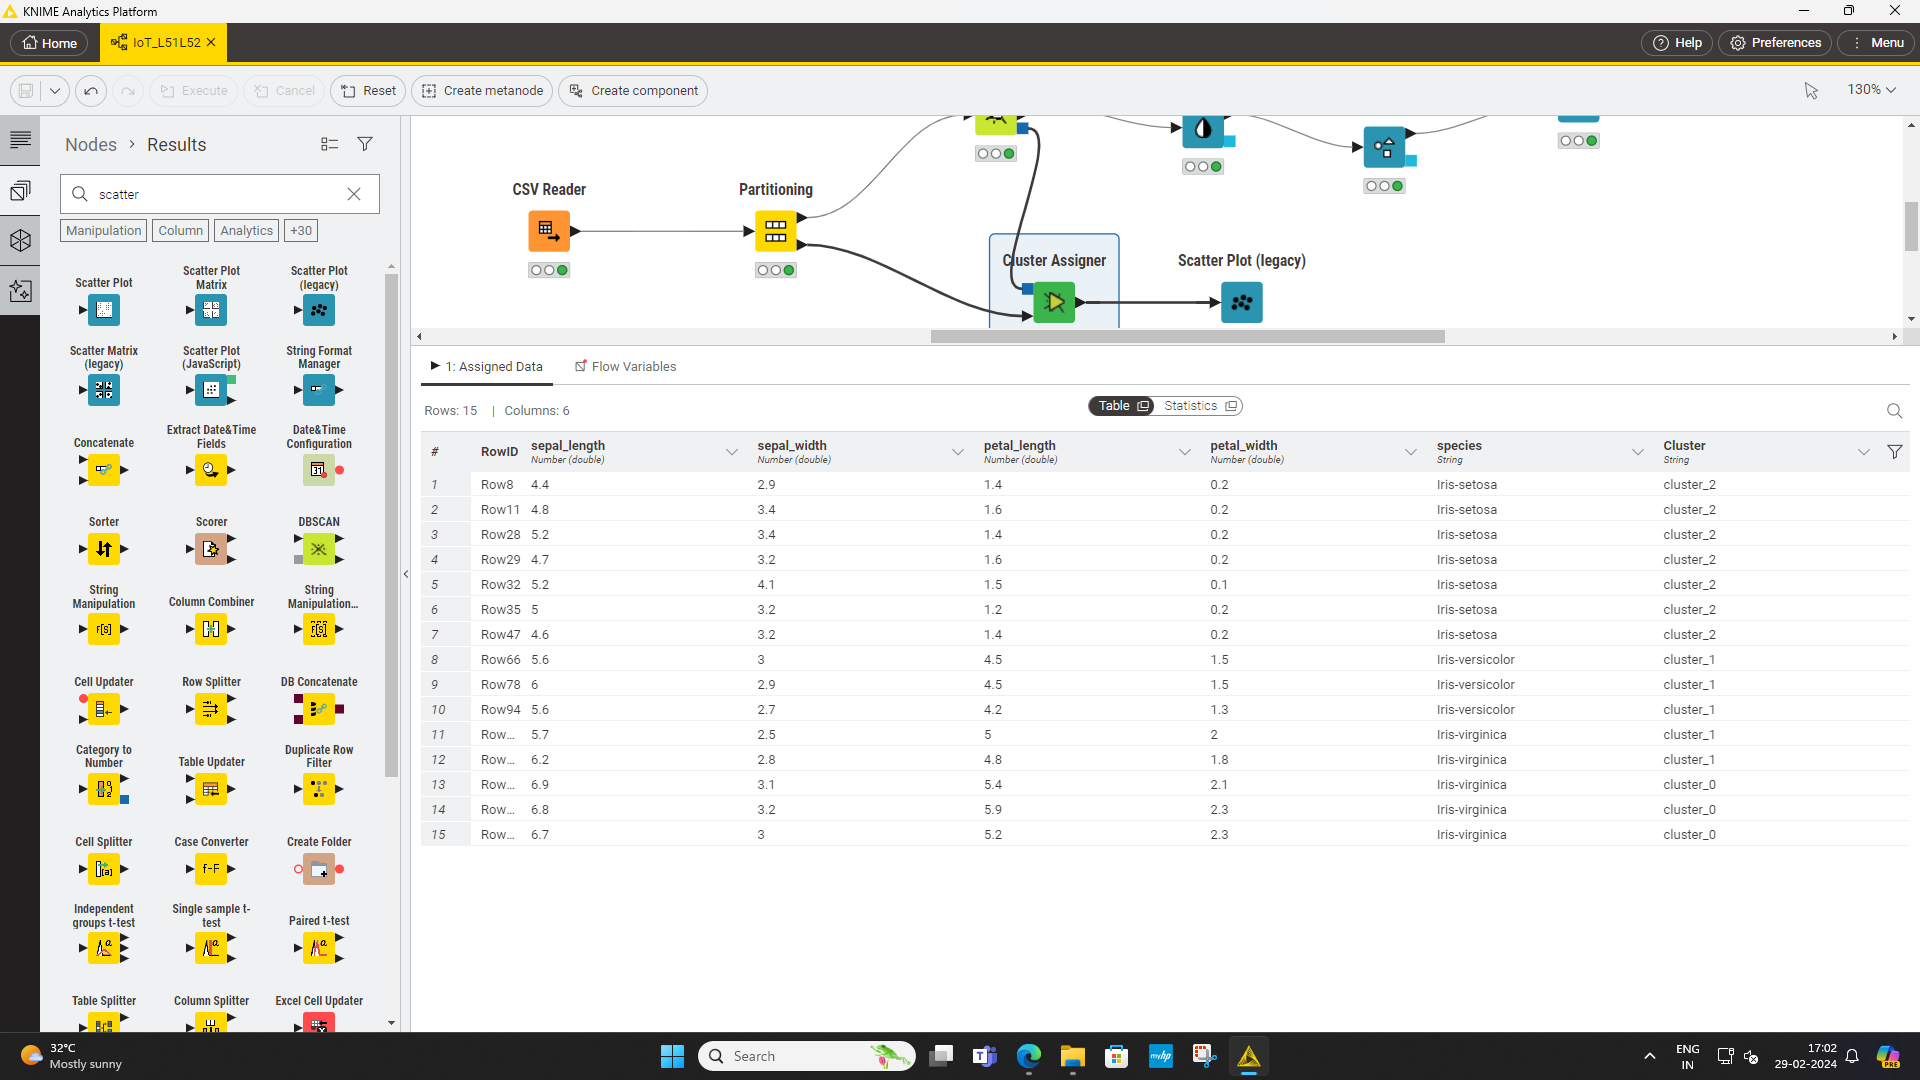 KNIME Analytics Platform
Home
IoT_L51L52
Help
Preferences
Menu
Execute
Cancel
Reset
Create metanode
Create component
130%
Nodes > Results
scatter
Manipulation
Column
Analytics
+30
Scatter Plot
Scatter Plot Matrix
Scatter Plot (legacy)
Scatter Matrix (legacy)
Scatter Plot (JavaScript)
String Format Manager
Concatenate
Extract Date&Time Fields
Date&Time Configuration
Sorter
Scorer
DBSCAN
String Manipulation
Column Combiner
String Manipulation...
Cell Updater
Row Splitter
DB Concatenate
Category to Number
Table Updater
Duplicate Row Filter
Cell Splitter
Case Converter
Create Folder
Independent groups t-test
Single sample t-test
Paired t-test
Table Splitter
Column Splitter
Excel Cell Updater
CSV Reader
Partitioning
Cluster Assigner
Scatter Plot (legacy)
1: Assigned Data
Flow Variables
Rows: 15 | Columns: 6
Table
Statistics
# RowID sepal_length sepal_width petal_length petal_width species Cluster
Number (double) Number (double) Number (double) Number (double) String String
1 Row8 4.4 2.9 1.4 0.2 Iris-setosa cluster_2
2 Row11 4.8 3.4 1.6 0.2 Iris-setosa cluster_2
3 Row28 5.2 3.4 1.4 0.2 Iris-setosa cluster_2
4 Row29 4.7 3.2 1.6 0.2 Iris-setosa cluster_2
5 Row32 5.2 4.1 1.5 0.1 Iris-setosa cluster_2
6 Row35 5 3.2 1.2 0.2 Iris-setosa cluster_2
7 Row47 4.6 3.2 1.4 0.2 Iris-setosa cluster_2
8 Row66 5.6 3 4.5 1.5 Iris-versicolor cluster_1
9 Row78 6 2.9 4.5 1.5 Iris-versicolor cluster_1
10 Row94 5.6 2.7 4.2 1.3 Iris-versicolor cluster_1
11 Row... 5.7 2.5 5 2 Iris-virginica cluster_1
12 Row... 6.2 2.8 4.8 1.8 Iris-virginica cluster_1
13 Row... 6.9 3.1 5.4 2.1 Iris-virginica cluster_0
14 Row... 6.8 3.2 5.9 2.3 Iris-virginica cluster_0
15 Row... 6.7 3 5.2 2.3 Iris-virginica cluster_0
32°C
Mostly sunny
Search
ENG
IN
17:02
29-02-2024